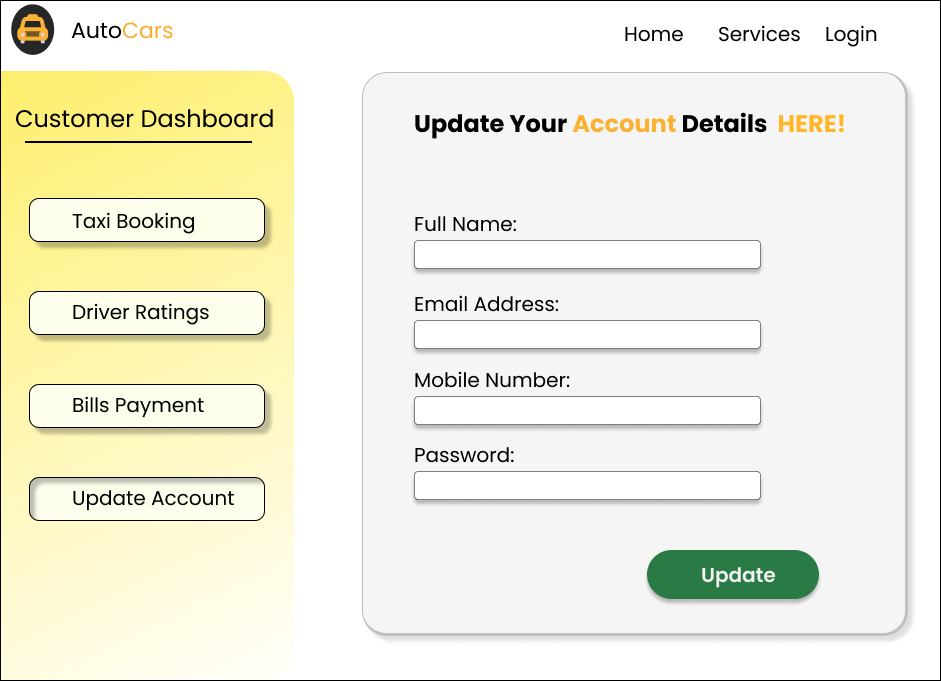 AutoCars
Home Services Login
Customer Dashboard
Taxi Booking
Driver Ratings
Bills Payment
Update Account
Update Your Account Details HERE!
Full Name:
Email Address:
Mobile Number:
Password:
Update